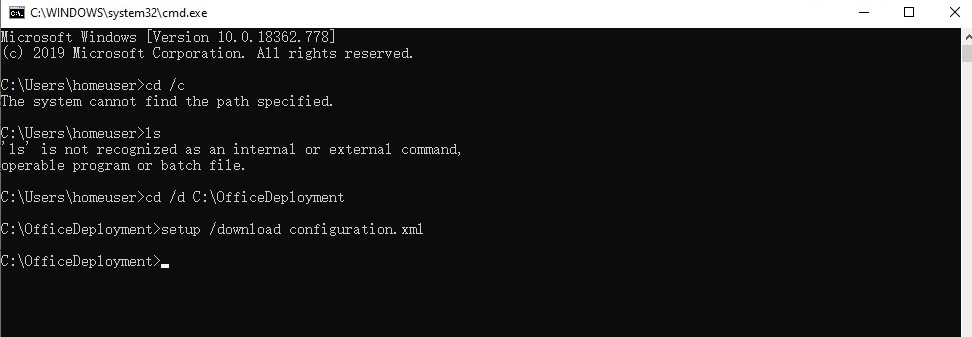 C:\WINDOWS\system32\cmd.exe
Microsoft Windows [Version 10.0.18362.778]
(c) 2019 Microsoft Corporation. All rights reserved.
C:\Users\homeuser>cd /c
The system cannot find the path specified.
C:\Users\homeuser>ls
'ls' is not recognized as an internal or external command,
operable program or batch file.
C:\Users\homeuser>cd /d C:\OfficeDeployment
C:\OfficeDeployment>setup /download configuration.xml
C:\OfficeDeployment>